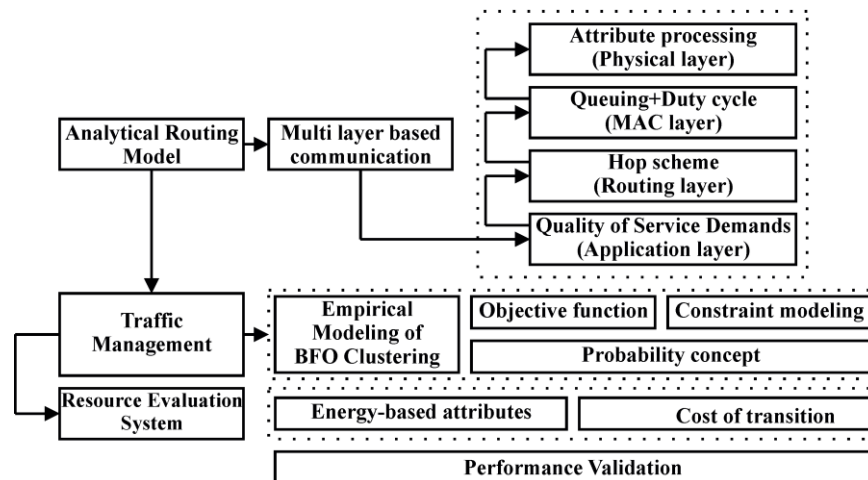 Attribute processing
(Physical layer)
Queuing+Duty cycle
(MAC layer)
Analytical Routing
Model
Multi layer based
communication
Hop scheme
(Routing layer)
Quality of Service Demands
(Application layer)
Traffic
Management
Empirical
Modeling of
BFO Clustering
Objective function
Constraint modeling
Probability concept
Resource Evaluation
System
Energy-based attributes
Cost of transition
Performance Validation